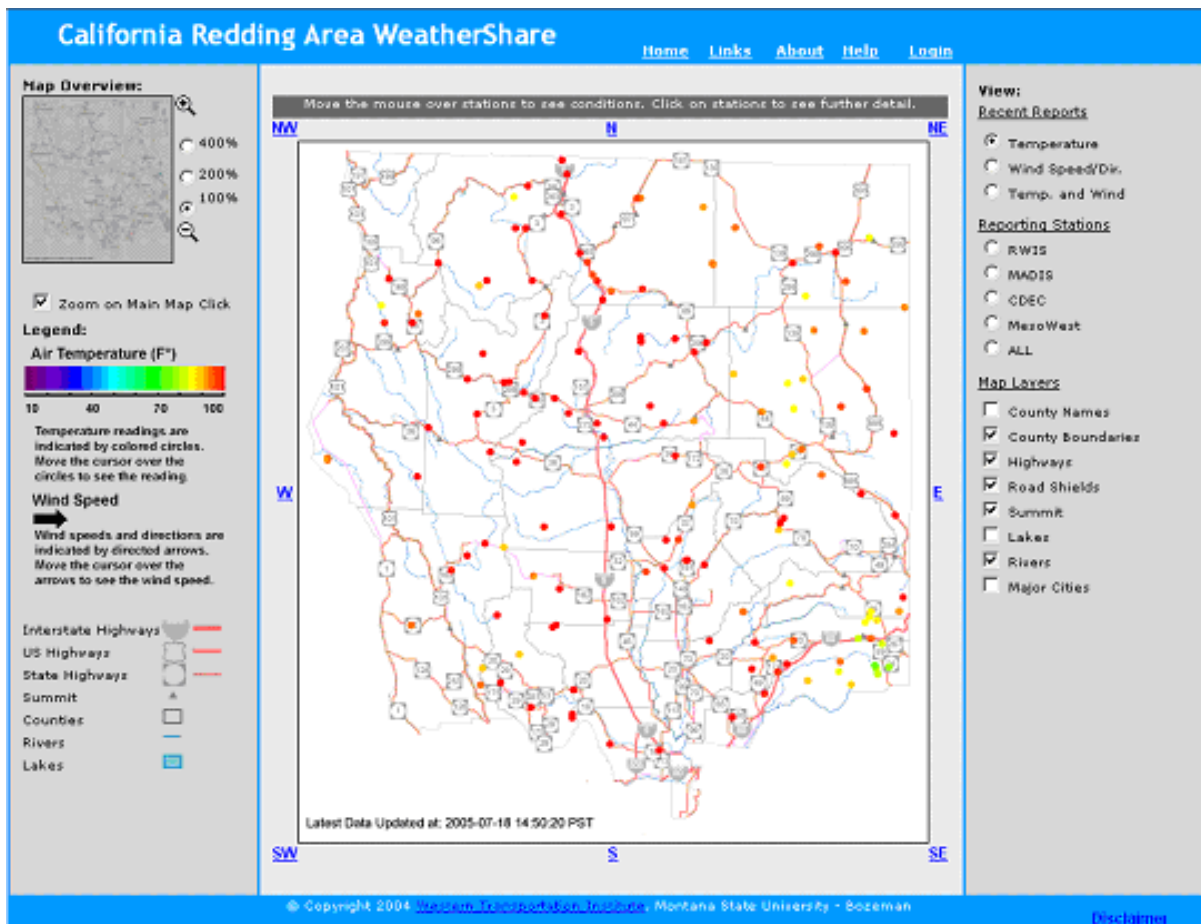 California Redding Area WeatherShare
Home Links About Help Login
Map Overview:
400%
200%
100%
Zoom on Main Map Click
Legend:
Air Temperature (F°)
10 40 70 100
Temperature readings are
indicated by colored circles.
Move the cursor over the
circles to see the reading.
Wind Speed
Wind speeds and directions are
indicated by directed arrows.
Move the cursor over the
arrows to see the wind speed.
Interstate Highways
US Highways
State Highways
Summit
Counties
Rivers
Lakes
Move the mouse over stations to see conditions. Click on stations to see further detail.
NW N NE
W E
Latest Data Updated at: 2005-07-18 14:50:20 PST
SW S SE
View:
Recent Reports
Temperature
Wind Speed/Dir.
Temp. and Wind
Reporting Stations
RWIS
MADIS
CDEC
MesoWest
ALL
Map Layers
County Names
County Boundaries
Highways
Road Shields
Summit
Lakes
Rivers
Major Cities
© Copyright 2004 Western Transportation Institute, Montana State University - Bozeman
Disclaimer